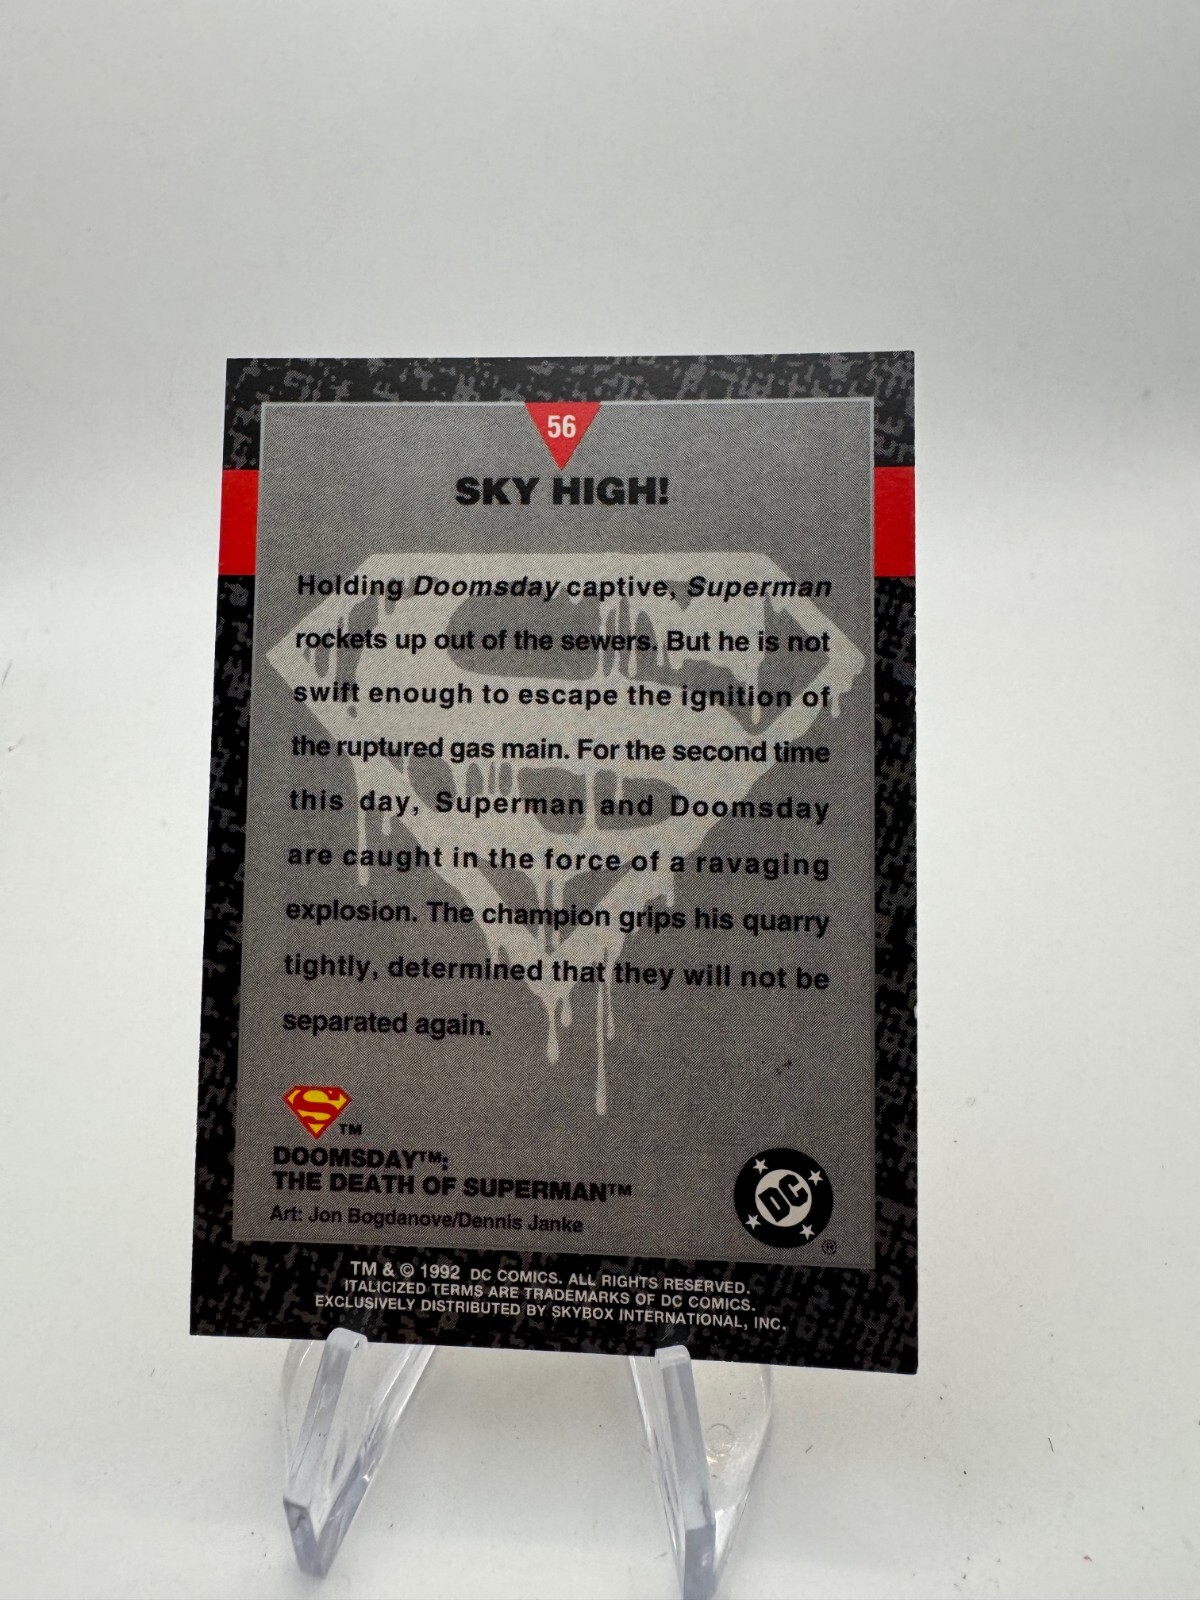 56
SKY HIGH!
Holding Doomsday captive, Superman
rockets up out of the sewers. But he is not
swift enough to escape the ignition of
the ruptured gas main. For the second time
this day, Superman and Doomsday
are caught in the force of a ravaging
explosion. The champion grips his quarry
tightly, determined that they will not be
separated again.
S TM
DOOMSDAY™:
THE DEATH OF SUPERMAN™
Art: Jon Bogdanove/Dennis Janke
DC ®
TM & © 1992 DC COMICS. ALL RIGHTS RESERVED.
ITALICIZED TERMS ARE TRADEMARKS OF DC COMICS.
EXCLUSIVELY DISTRIBUTED BY SKYBOX INTERNATIONAL, INC.